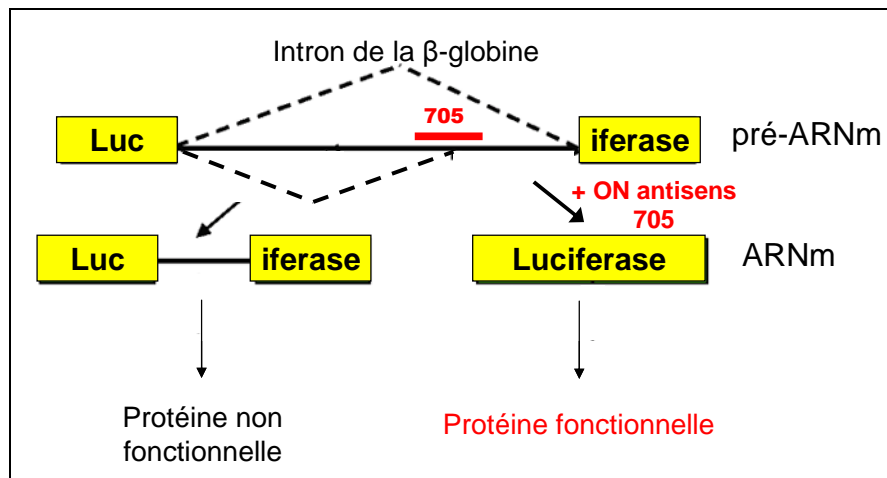 Intron de la β-globine
705
Luc
iferase
pré-ARNm
+ ON antisens
705
Luc
iferase
Luciferase
ARNm
Protéine non
fonctionnelle
Protéine fonctionnelle